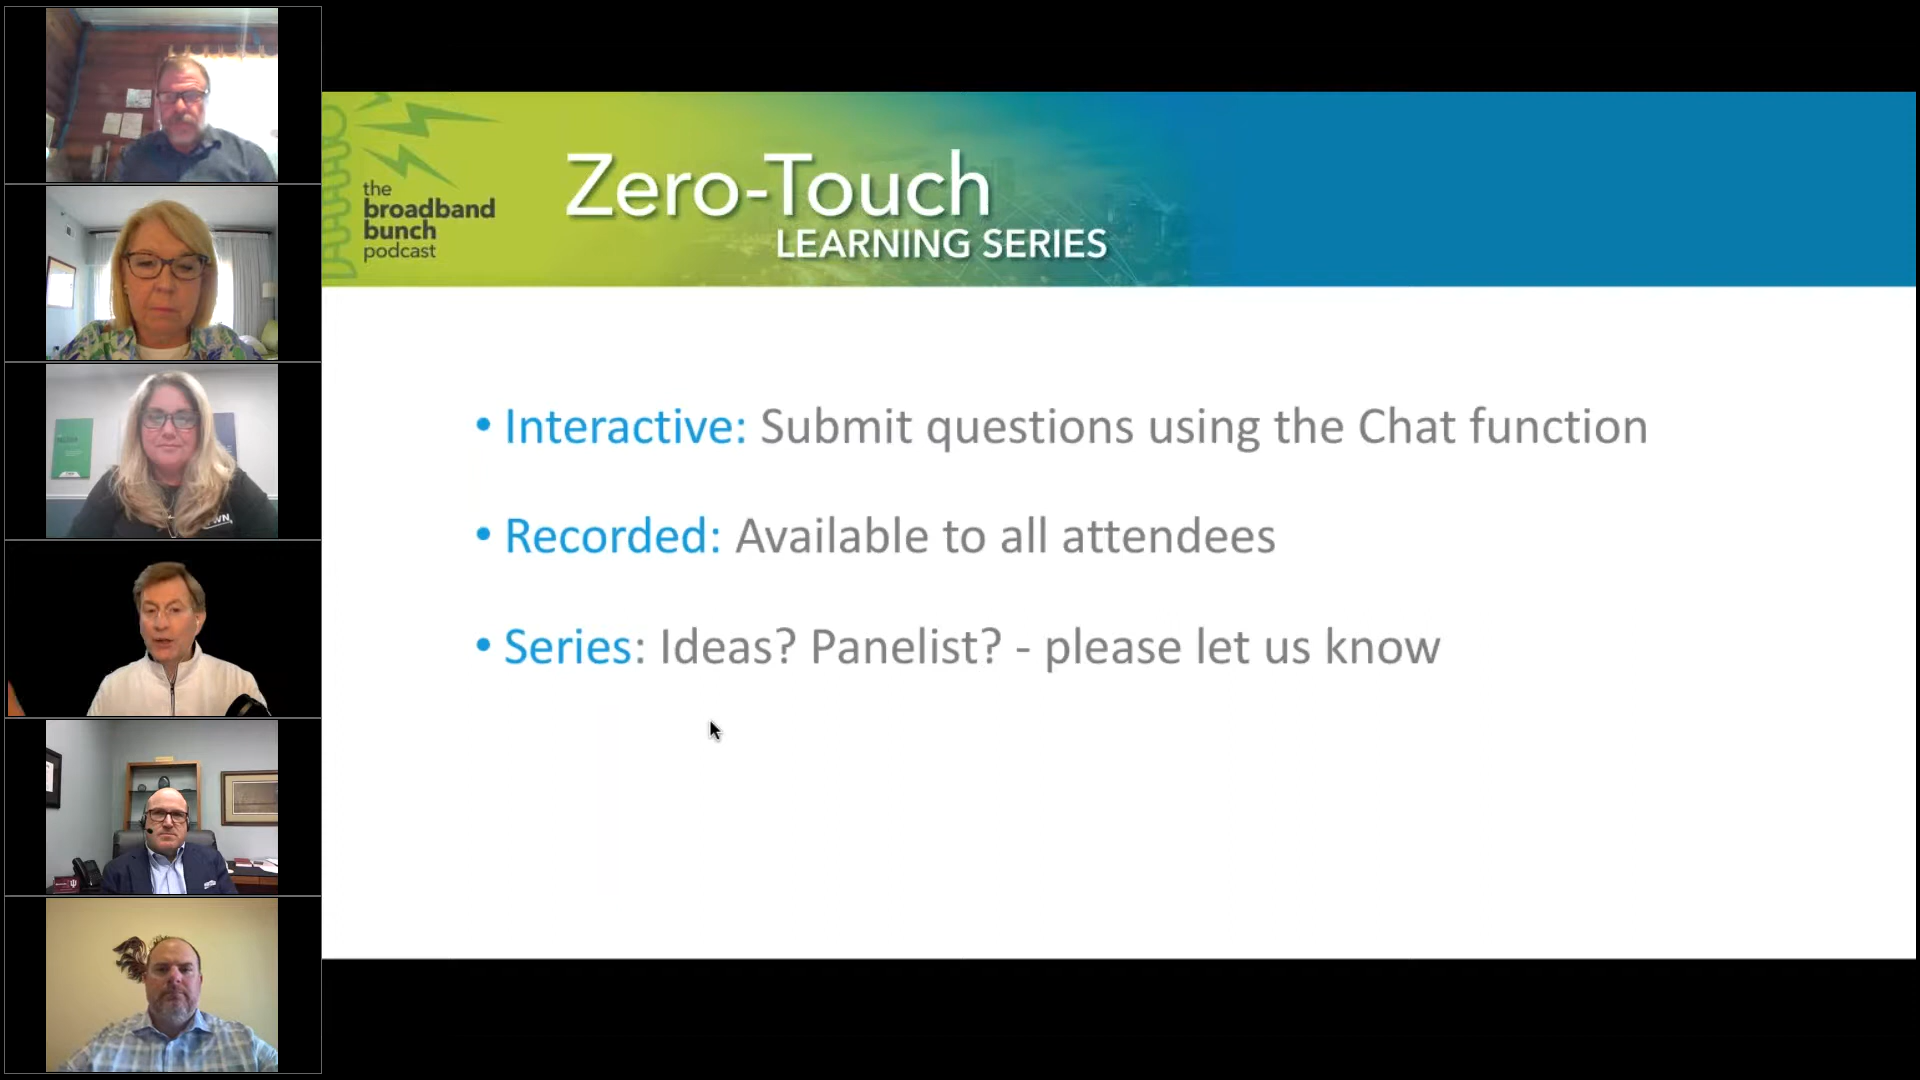 the
broadband
bunch
podcast
Zero-Touch
LEARNING SERIES
• Interactive: Submit questions using the Chat function
• Recorded: Available to all attendees
• Series: Ideas? Panelist? - please let us know